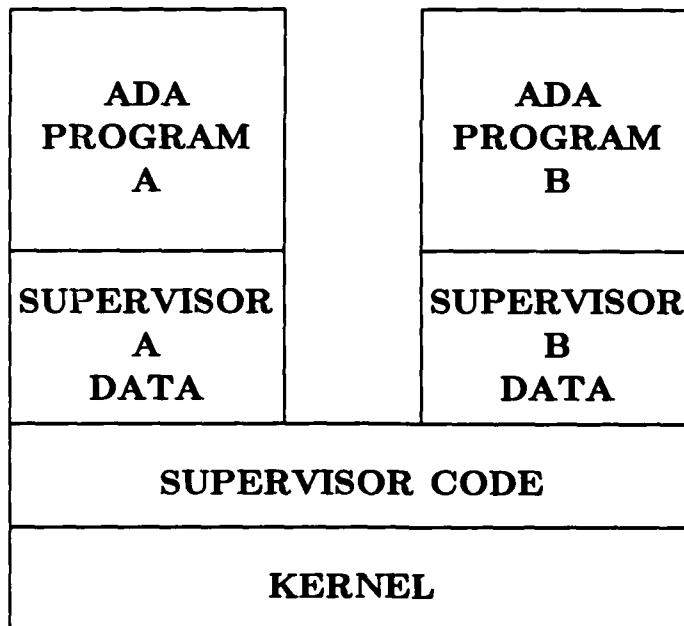 ADA
PROGRAM
A
ADA
PROGRAM
B
SUPERVISOR
A
DATA
SUPERVISOR
B
DATA
SUPERVISOR CODE
KERNEL